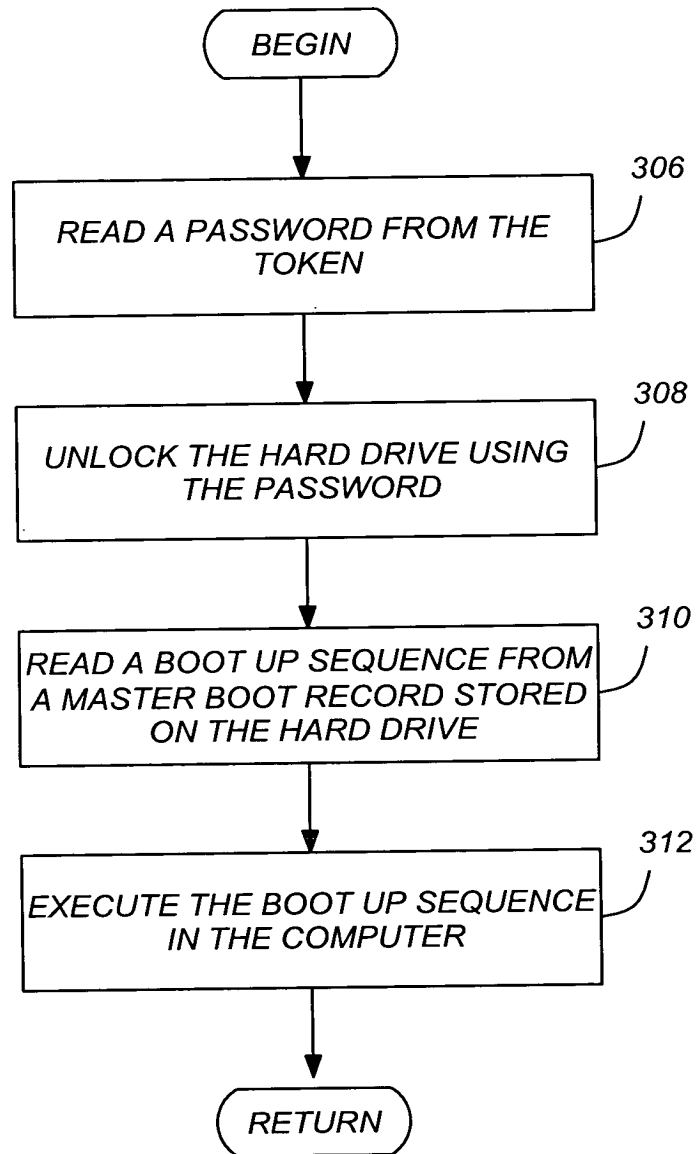 BEGIN
306
READ A PASSWORD FROM THE
TOKEN
308
UNLOCK THE HARD DRIVE USING
THE PASSWORD
310
READ A BOOT UP SEQUENCE FROM
A MASTER BOOT RECORD STORED
ON THE HARD DRIVE
312
EXECUTE THE BOOT UP SEQUENCE
IN THE COMPUTER
RETURN